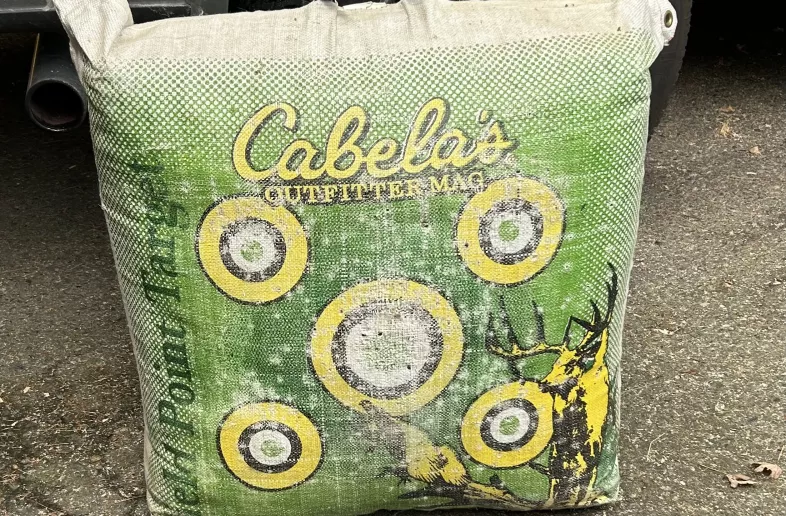 Cabela's
OUTFITTER MAG
Point Target